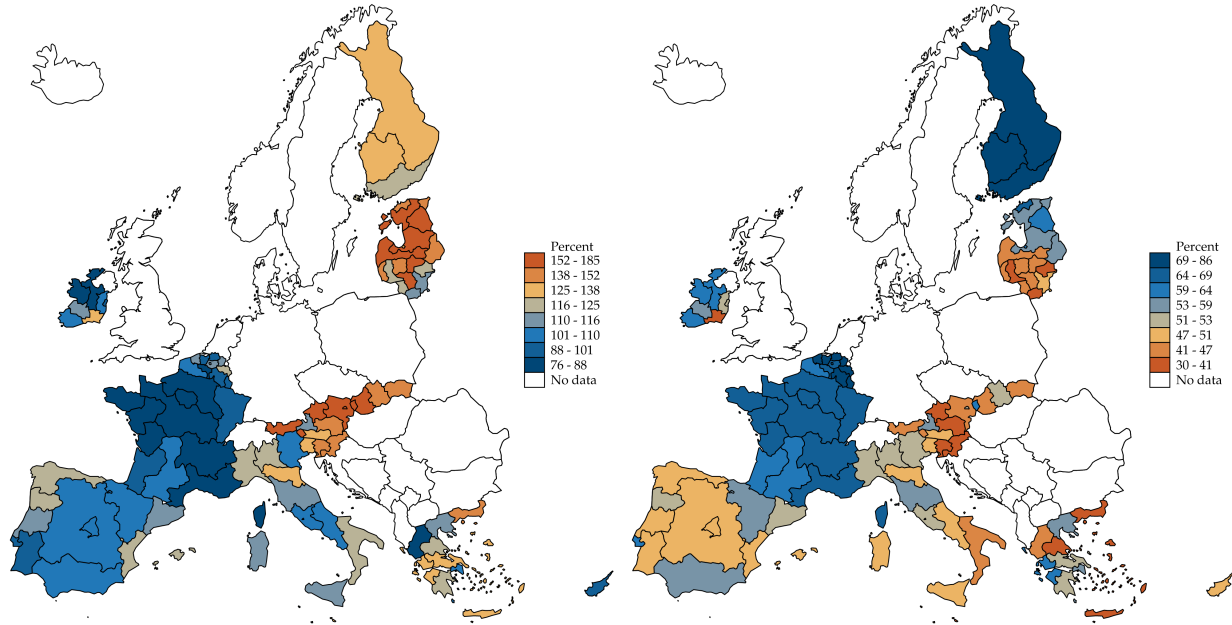 Percent
152 - 185
138 - 152
125 - 138
116 - 125
110 - 116
101 - 110
88 - 101
76 - 88
No data
Percent
69 - 86
64 - 69
59 - 64
53 - 59
51 - 53
47 - 51
41 - 47
30 - 41
No data